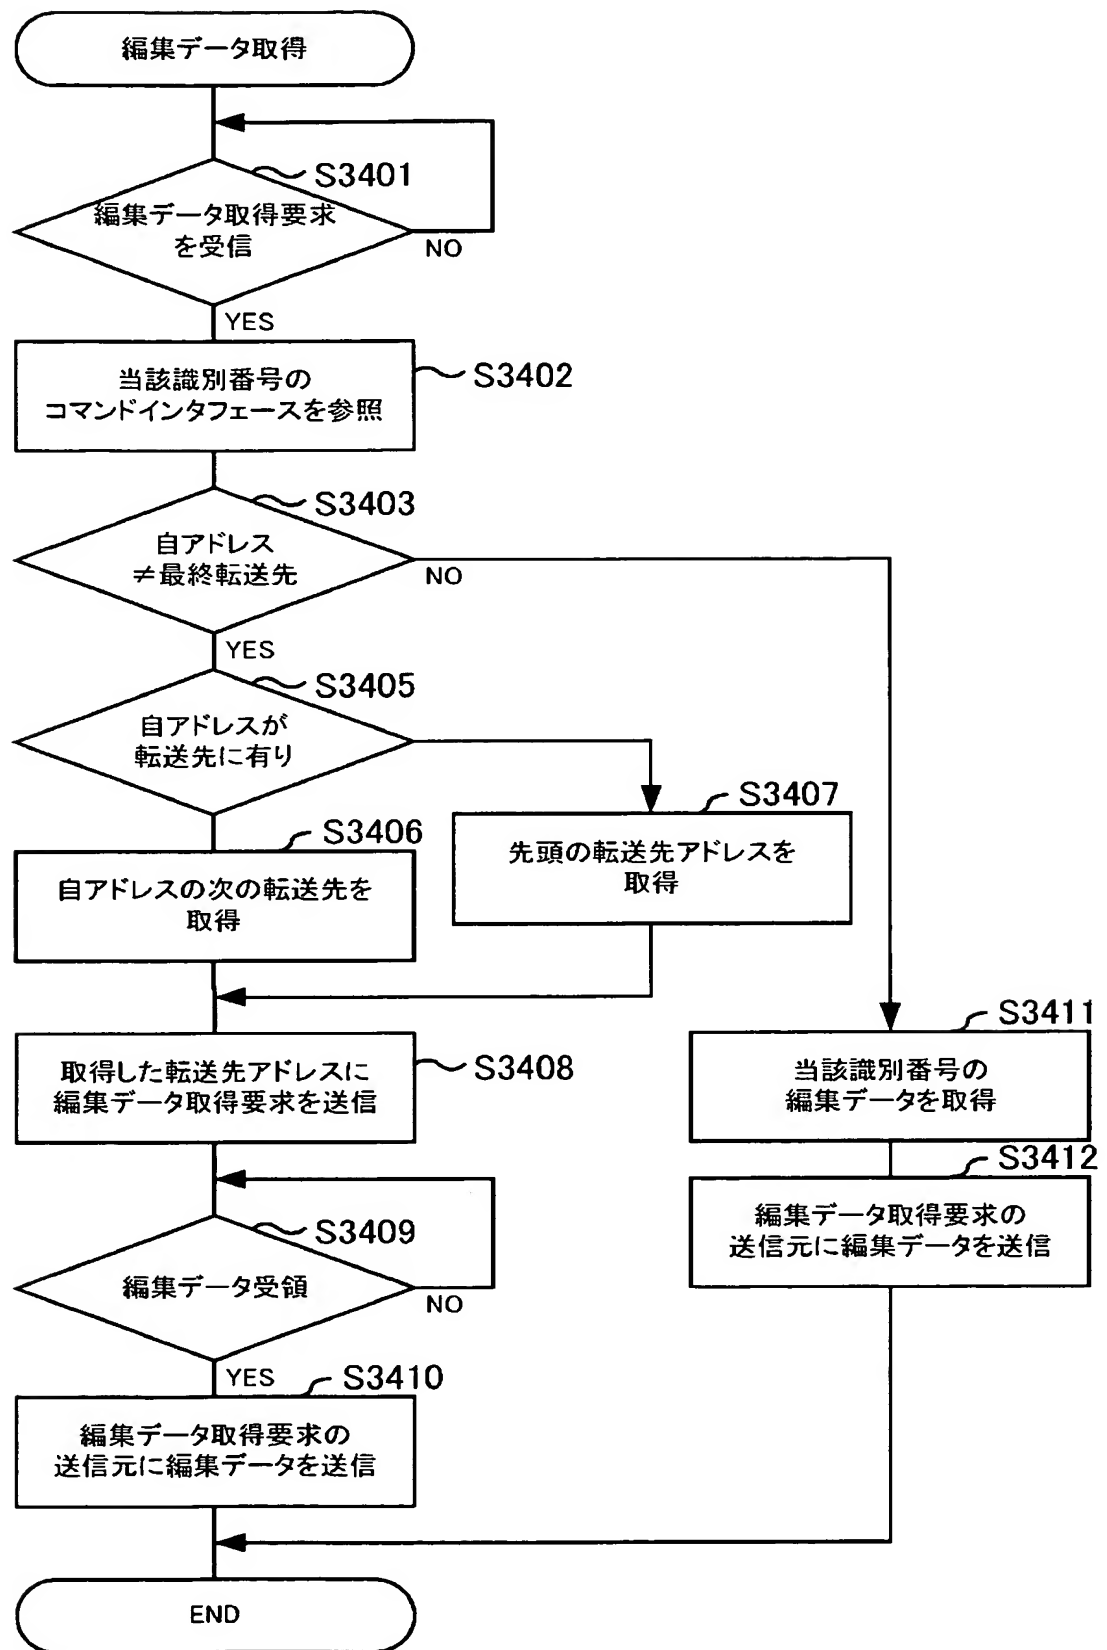 編集データ取得
S3401
編集データ取得要求
を受信
NO
YES
当該識別番号の
コマンドインタフェースを参照
S3402
S3403
自アドレス
≠最終転送先
NO
YES
S3405
自アドレスが
転送先に有り
S3406
自アドレスの次の転送先を
取得
S3407
先頭の転送先アドレスを
取得
取得した転送先アドレスに
編集データ取得要求を送信
S3408
S3409
編集データ受領
NO
YES
S3410
編集データ取得要求の
送信元に編集データを送信
S3411
当該識別番号の
編集データを取得
S3412
編集データ取得要求の
送信元に編集データを送信
END